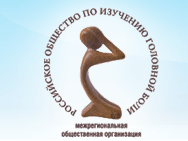 РОССИЙСКОЕ ОБЩЕСТВО ПО ИЗУЧЕНИЮ ГОЛОВНОЙ БОЛИ
межрегиональная
общественная организация